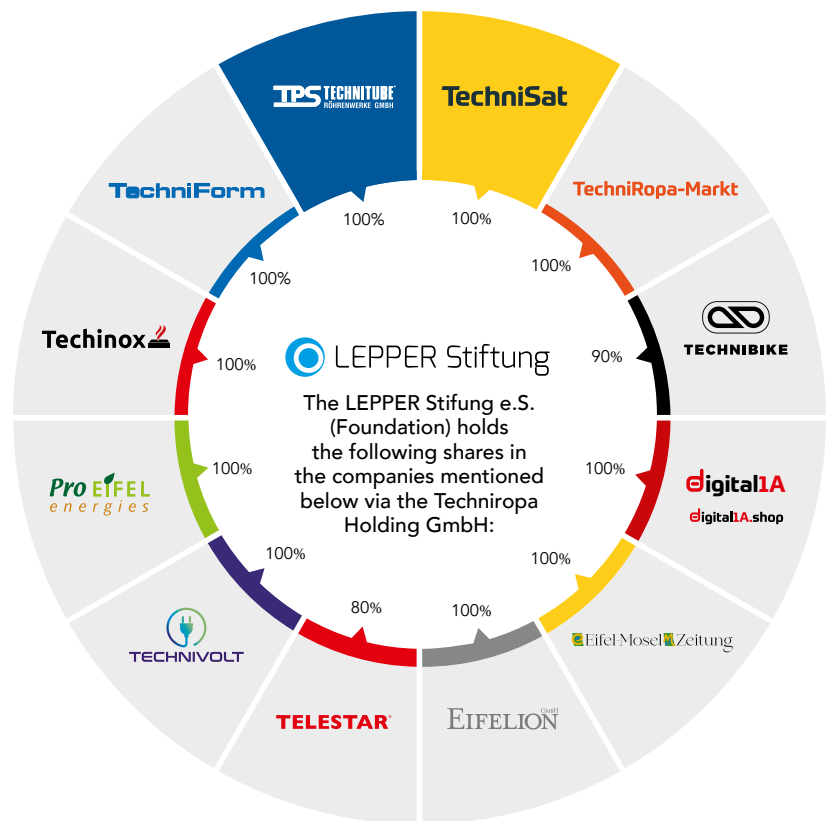 TPS TECHNITUBE®
RÖHRENWERKE GMBH
TechniSat
TechniForm
TechniRopa-Markt
100%
100%
100%
100%
Techinox
TECHNIBIKE
100%
90%
LEPPER Stiftung
The LEPPER Stifung e.S.
(Foundation) holds
the following shares in
the companies mentioned
below via the Techniropa
Holding GmbH:
Pro EIFEL
energies
100%
100%
digital1A
digital1A.shop
100%
100%
80%
100%
TECHNIVOLT
Eifel-Mosel Zeitung
TELESTAR®
EIFELION GmbH